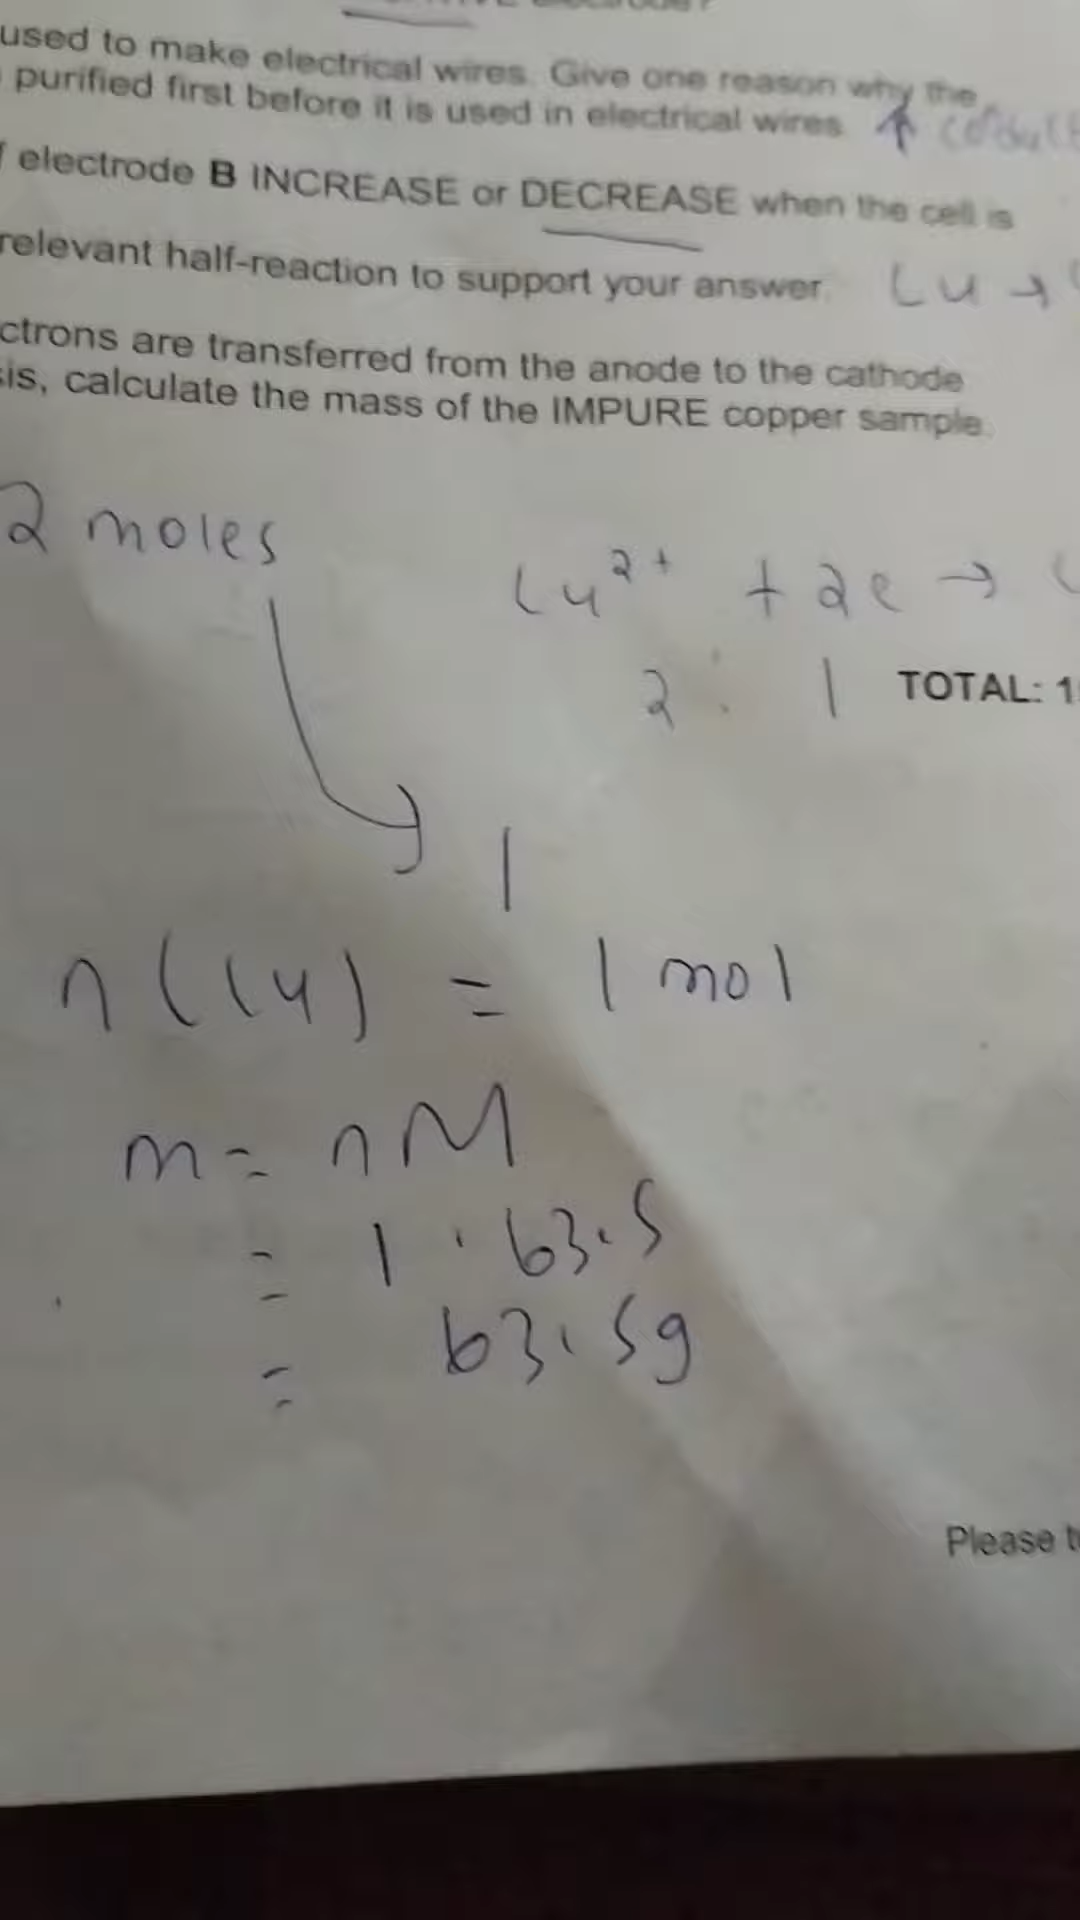 used to make electrical wires. Give one reason why the
purified first before it is used in electrical wires. ↑
electrode B INCREASE or DECREASE when the cell is
relevant half-reaction to support your answer. Cu →
ctrons are transferred from the anode to the cathode
sis, calculate the mass of the IMPURE copper sample.
2 moles
Cu²⁺ + 2e →
2 : 1
TOTAL: 1
1
n(Cu) = 1 mol
m = nM
= 1 . 63.5
= 63.5g
Please t